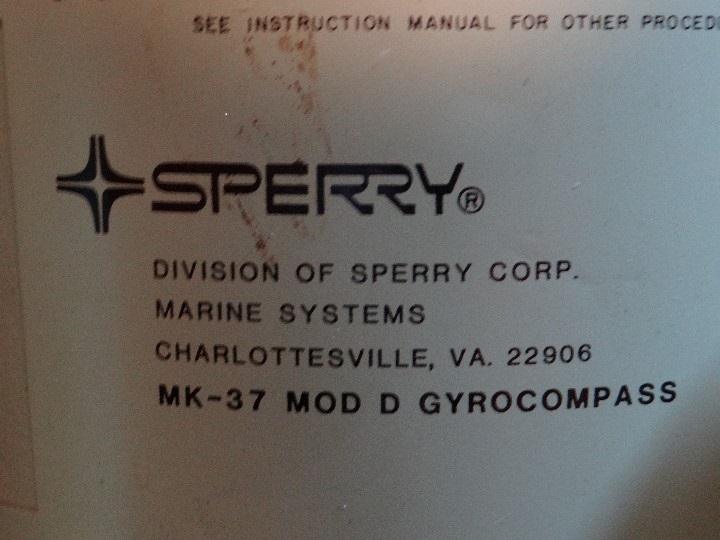 SEE INSTRUCTION MANUAL FOR OTHER
SPERRY®
DIVISION OF SPERRY CORP.
MARINE SYSTEMS
CHARLOTTESVILLE, VA. 22906
MK-37 MOD D GYROCOMPASS